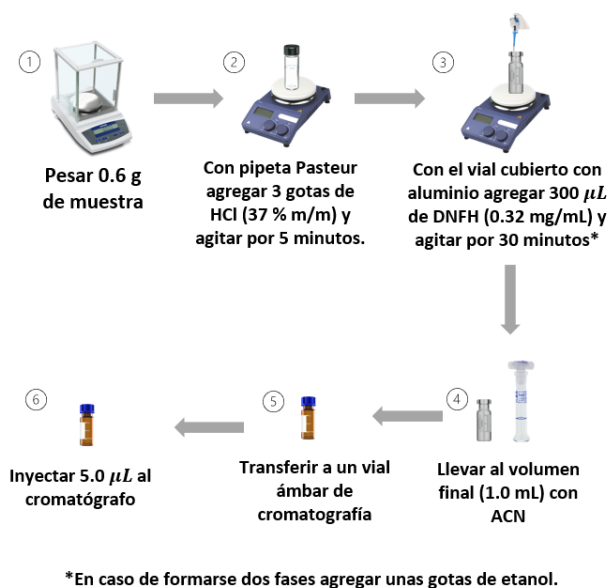 1
Pesar 0.6 g
de muestra
2
Con pipeta Pasteur
agregar 3 gotas de
HCl (37 % m/m) y
agitar por 5 minutos.
3
Con el vial cubierto con
aluminio agregar 300 𝜇𝐿
de DNFH (0.32 mg/mL) y
agitar por 30 minutos*
4
Llevar al volumen
final (1.0 mL) con
ACN
5
Transferir a un vial
ámbar de
cromatografía
6
Inyectar 5.0 𝜇𝐿 al
cromatógrafo
*En caso de formarse dos fases agregar unas gotas de etanol.